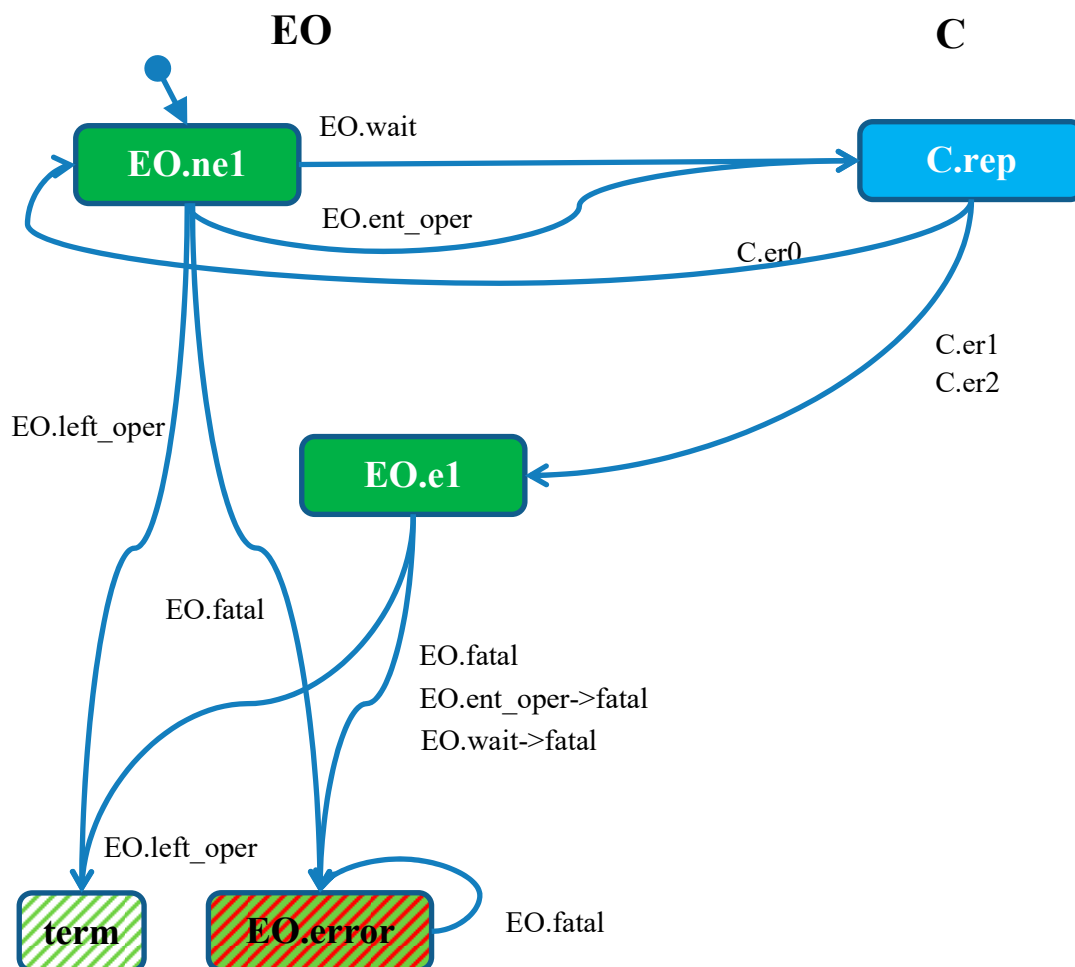 EO
C
EO.wait
EO.ne1
C.rep
EO.ent_oper
C.er0
C.er1
C.er2
EO.left_oper
EO.e1
EO.fatal
EO.fatal
EO.ent_oper->fatal
EO.wait->fatal
EO.left_oper
term
EO.error
EO.fatal